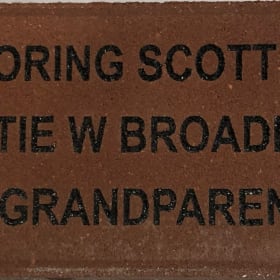 ORING SCOTT
TIE W BROAD
GRANDPAREN